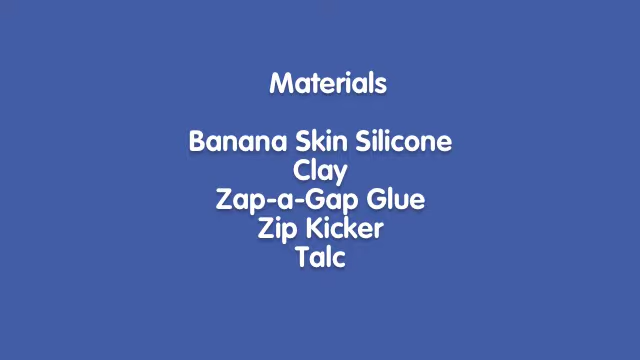 Materials
Banana Skin Silicone
Clay
Zap-a-Gap Glue
Zip Kicker
Talc